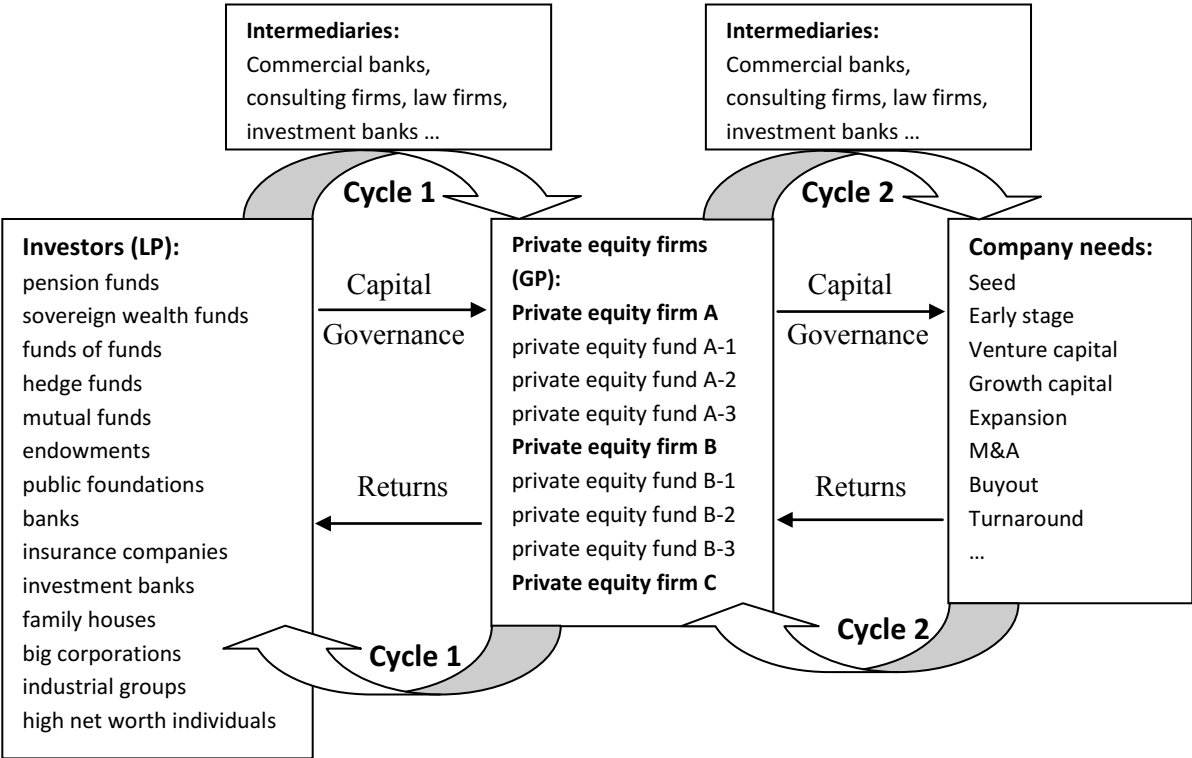 Intermediaries:
Commercial banks,
consulting firms, law firms,
investment banks …
Intermediaries:
Commercial banks,
consulting firms, law firms,
investment banks …
Cycle 1
Cycle 2
Investors (LP):
pension funds
sovereign wealth funds
funds of funds
hedge funds
mutual funds
endowments
public foundations
banks
insurance companies
investment banks
family houses
big corporations
industrial groups
high net worth individuals
Capital
Governance
Returns
Private equity firms
(GP):
Private equity firm A
private equity fund A-1
private equity fund A-2
private equity fund A-3
Private equity firm B
private equity fund B-1
private equity fund B-2
private equity fund B-3
Private equity firm C
Capital
Governance
Returns
Company needs:
Seed
Early stage
Venture capital
Growth capital
Expansion
M&A
Buyout
Turnaround
…
Cycle 1
Cycle 2